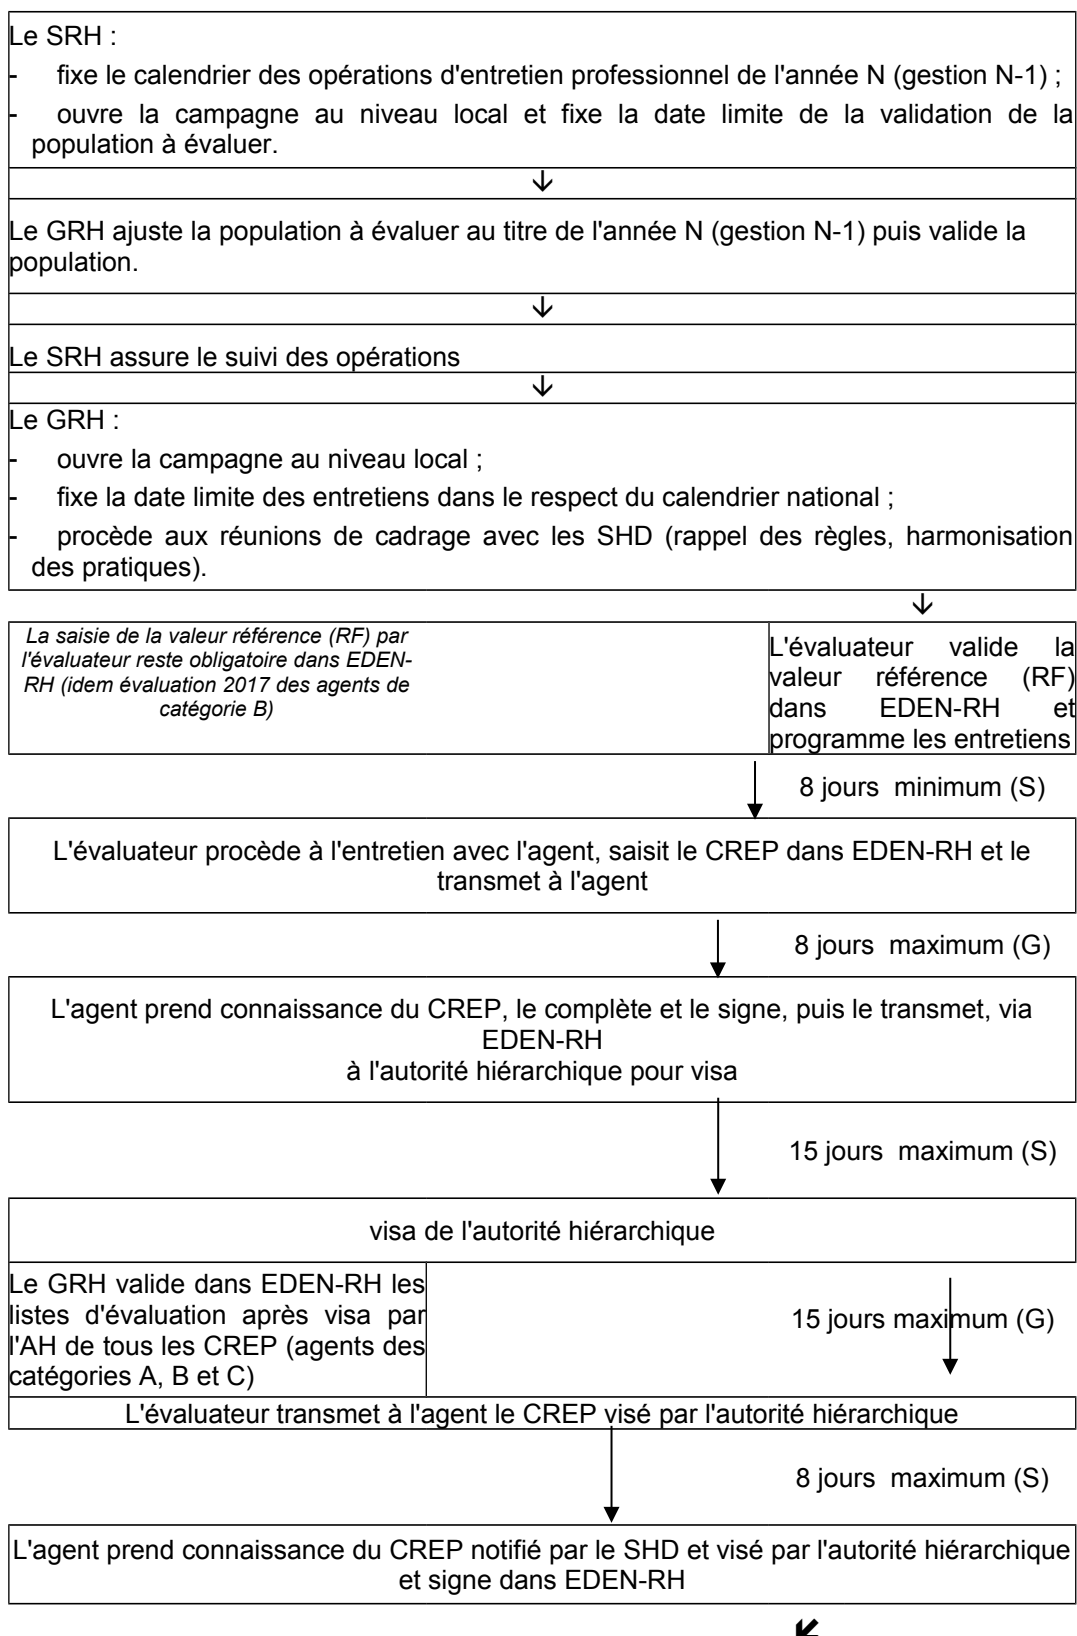 Le SRH :
- fixe le calendrier des opérations d'entretien professionnel de l'année N (gestion N-1) ;
- ouvre la campagne au niveau local et fixe la date limite de la validation de la
population à évaluer.
Le GRH ajuste la population à évaluer au titre de l'année N (gestion N-1) puis valide la
population.
Le SRH assure le suivi des opérations
Le GRH :
- ouvre la campagne au niveau local ;
- fixe la date limite des entretiens dans le respect du calendrier national ;
- procède aux réunions de cadrage avec les SHD (rappel des règles, harmonisation
des pratiques).
La saisie de la valeur référence (RF) par
l'évaluateur reste obligatoire dans EDEN-
RH (idem évaluation 2017 des agents de
catégorie B)
L'évaluateur valide la
valeur référence (RF)
dans EDEN-RH et
programme les entretiens
8 jours minimum (S)
L'évaluateur procède à l'entretien avec l'agent, saisit le CREP dans EDEN-RH et le
transmet à l'agent
8 jours maximum (G)
L'agent prend connaissance du CREP, le complète et le signe, puis le transmet, via
EDEN-RH
à l'autorité hiérarchique pour visa
15 jours maximum (S)
visa de l'autorité hiérarchique
Le GRH valide dans EDEN-RH les
listes d'évaluation après visa par
l'AH de tous les CREP (agents des
catégories A, B et C)
15 jours maximum (G)
L'évaluateur transmet à l'agent le CREP visé par l'autorité hiérarchique
8 jours maximum (S)
L'agent prend connaissance du CREP notifié par le SHD et visé par l'autorité hiérarchique
et signe dans EDEN-RH